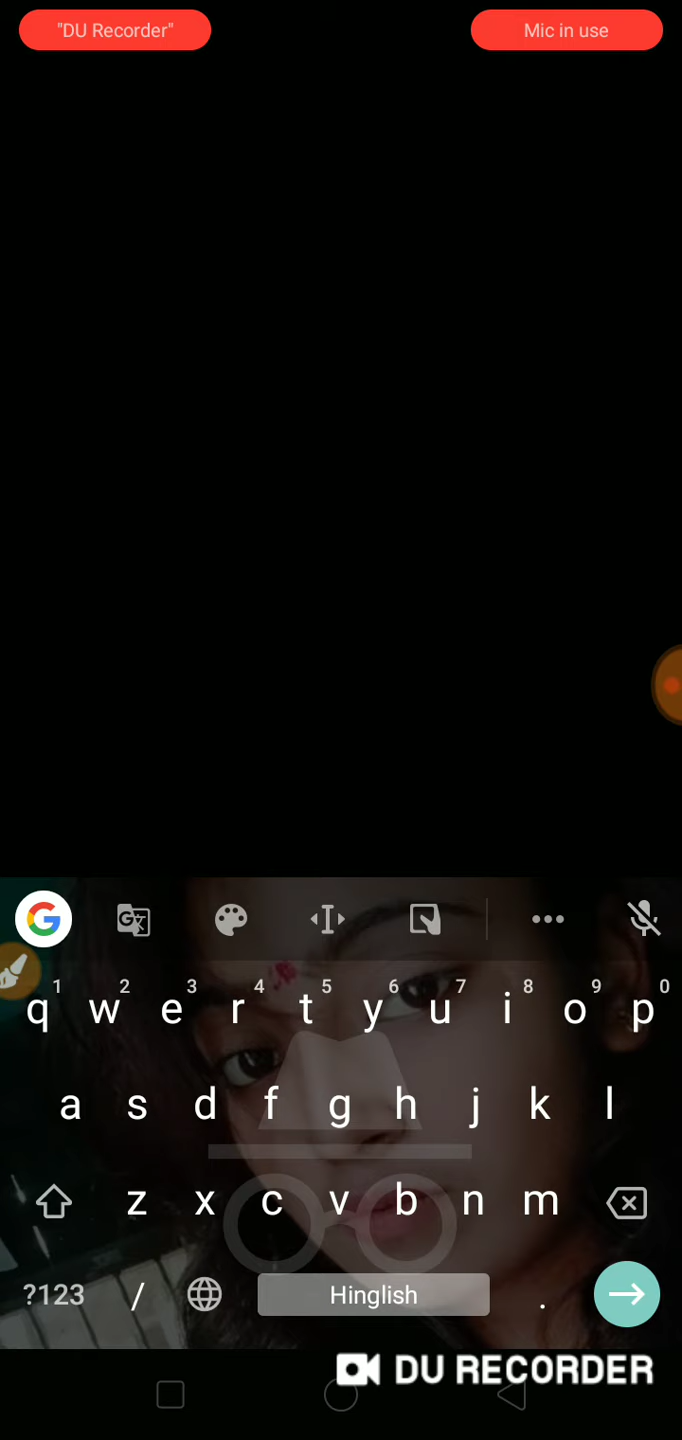 "DU Recorder" Mic in use
G
1 2 3 4 5 6 7 8 9 0
q w e r t y u i o p
a s d f g h j k l
z x c v b n m
?123 / Hinglish .
DU RECORDER